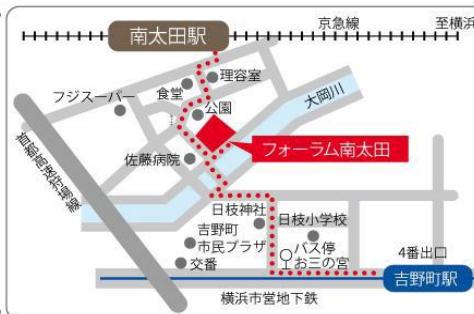 南太田駅
京急線
至横浜
理容室
食堂
フジスーパー
公園
大岡川
首都高速狩場線
佐藤病院
フォーラム南太田
日枝神社
日枝小学校
吉野町
市民プラザ
バス停
お三の宮
4番出口
交番
吉野町駅
横浜市営地下鉄